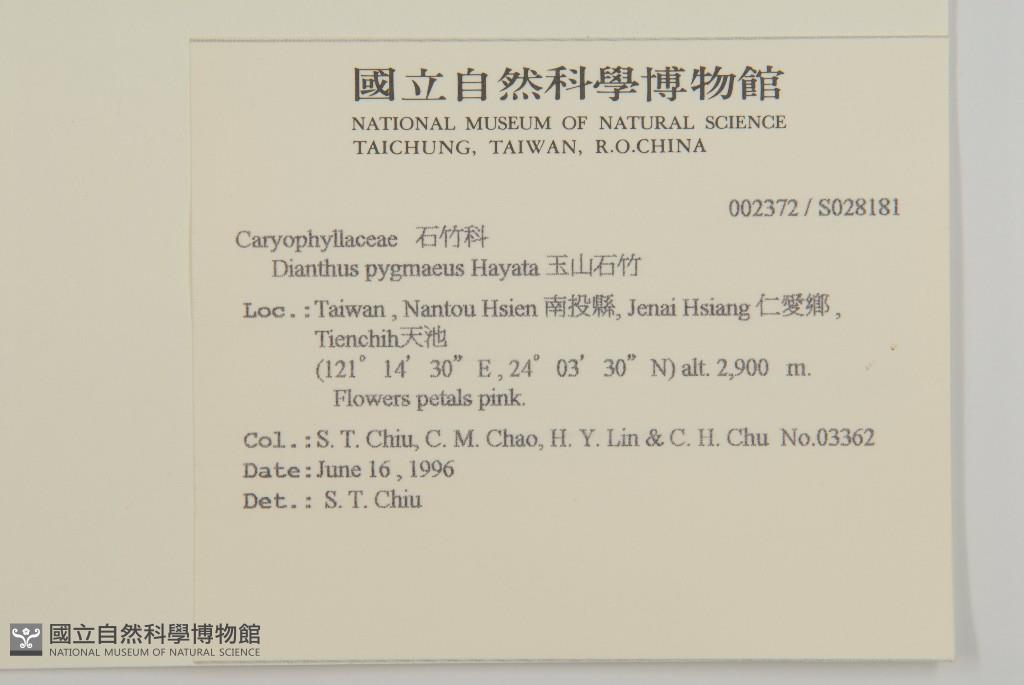 國立自然科學博物館
NATIONAL MUSEUM OF NATURAL SCIENCE
TAICHUNG, TAIWAN, R.O.CHINA
002372 / S028181
Caryophyllaceae 石竹科
Dianthus pygmaeus Hayata 玉山石竹
Loc.: Taiwan , Nantou Hsien 南投縣, Jenai Hsiang 仁愛鄉 ,
Tienchih天池
(121° 14′ 30” E , 24° 03′ 30” N) alt. 2,900 m.
Flowers petals pink.
Col.: S. T. Chiu, C. M. Chao, H. Y. Lin & C. H. Chu No.03362
Date: June 16 , 1996
Det.: S. T. Chiu
國立自然科學博物館
NATIONAL MUSEUM OF NATURAL SCIENCE